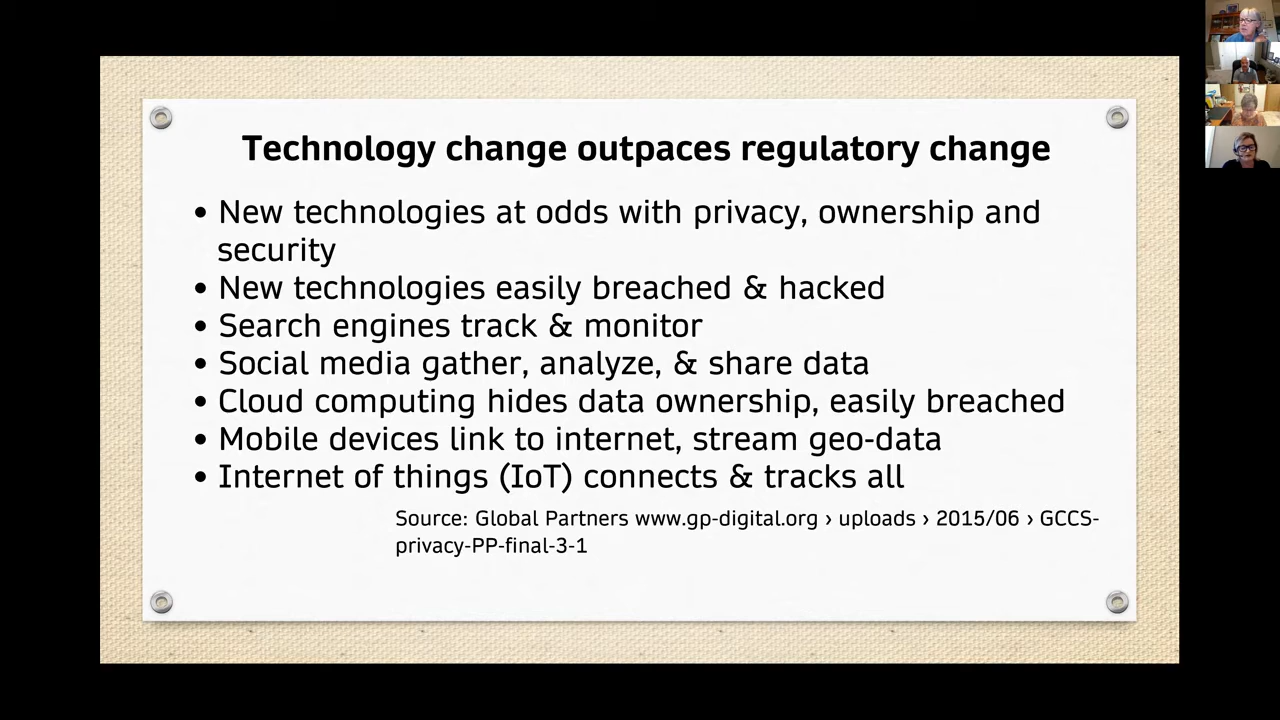 Technology change outpaces regulatory change
• New technologies at odds with privacy, ownership and
security
• New technologies easily breached & hacked
• Search engines track & monitor
• Social media gather, analyze, & share data
• Cloud computing hides data ownership, easily breached
• Mobile devices link to internet, stream geo-data
• Internet of things (IoT) connects & tracks all
Source: Global Partners www.gp-digital.org › uploads › 2015/06 › GCCS-
privacy-PP-final-3-1